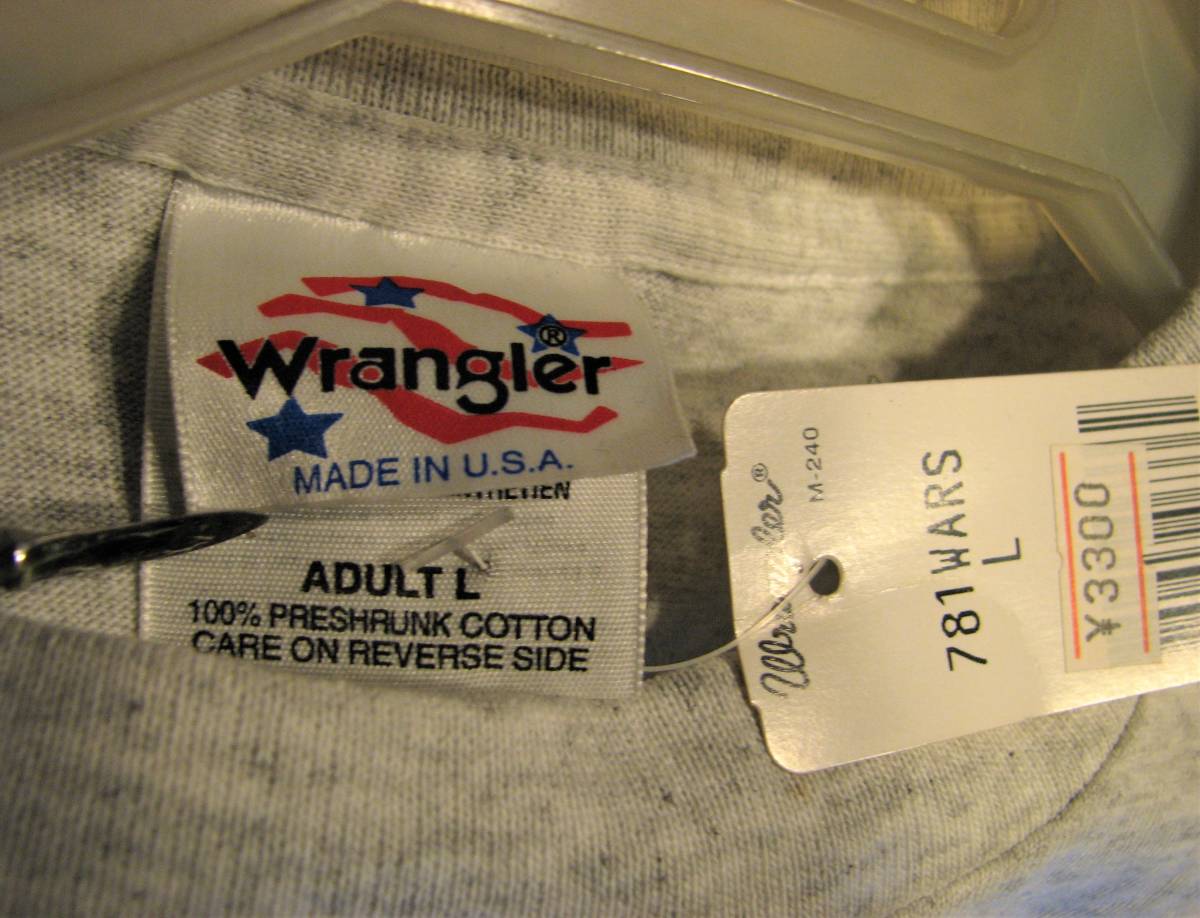 Wrangler®
MADE IN U.S.A.
ADULT L
100% PRESHRUNK COTTON
CARE ON REVERSE SIDE
M-240
781WARS
L
¥3300